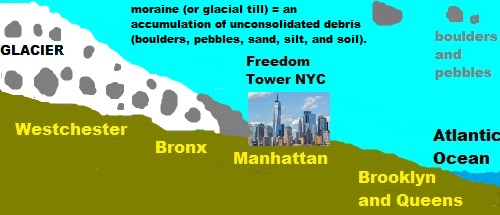 moraine (or glacial till) = an
accumulation of unconsolidated debris
(boulders, pebbles, sand, silt, and soil).
GLACIER
boulders
and
pebbles
Freedom
Tower NYC
Westchester
Bronx
Manhattan
Atlantic
Ocean
Brooklyn
and Queens